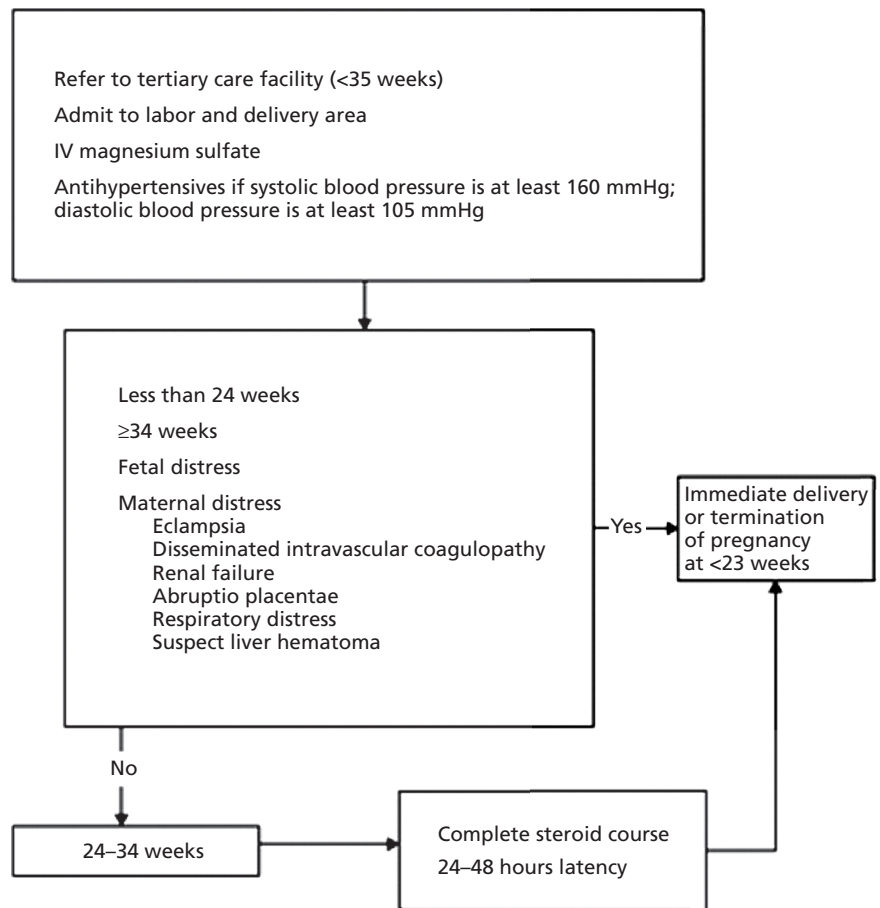 Refer to tertiary care facility (<35 weeks)
Admit to labor and delivery area
IV magnesium sulfate
Antihypertensives if systolic blood pressure is at least 160 mmHg;
diastolic blood pressure is at least 105 mmHg
Less than 24 weeks
≥34 weeks
Fetal distress
Maternal distress
Eclampsia
Disseminated intravascular coagulopathy
Renal failure
Abruptio placentae
Respiratory distress
Suspect liver hematoma
Yes
Immediate delivery
or termination
of pregnancy
at <23 weeks
No
24–34 weeks
Complete steroid course
24–48 hours latency